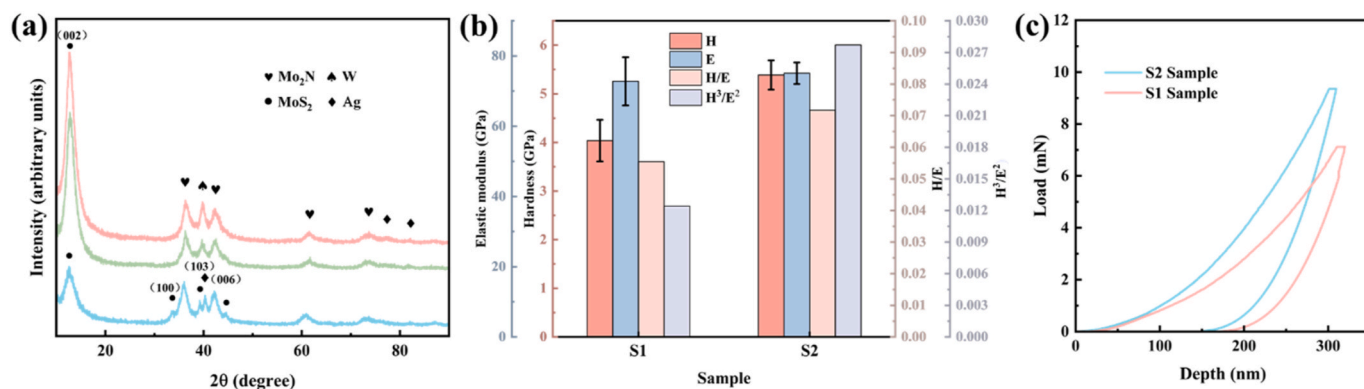 (a)
(002)
♥ Mo₂N ♠ W
● MoS₂ ♦ Ag
(103)
(100) (006)
Intensity (arbitrary units)
20 40 60 80
2θ (degree)
(b)
H
E
H/E
H³/E²
Elastic modulus (GPa)
0 20 40 60 80
Hardness (GPa)
0 1 2 3 4 5 6
H/E
0.00 0.01 0.02 0.03 0.04 0.05 0.06 0.07 0.08 0.09 0.10
H³/E²
0.000 0.003 0.006 0.009 0.012 0.015 0.018 0.021 0.024 0.027 0.030
S1 S2
Sample
(c)
S2 Sample
S1 Sample
Load (mN)
0 2 4 6 8 10 12
0 100 200 300
Depth (nm)